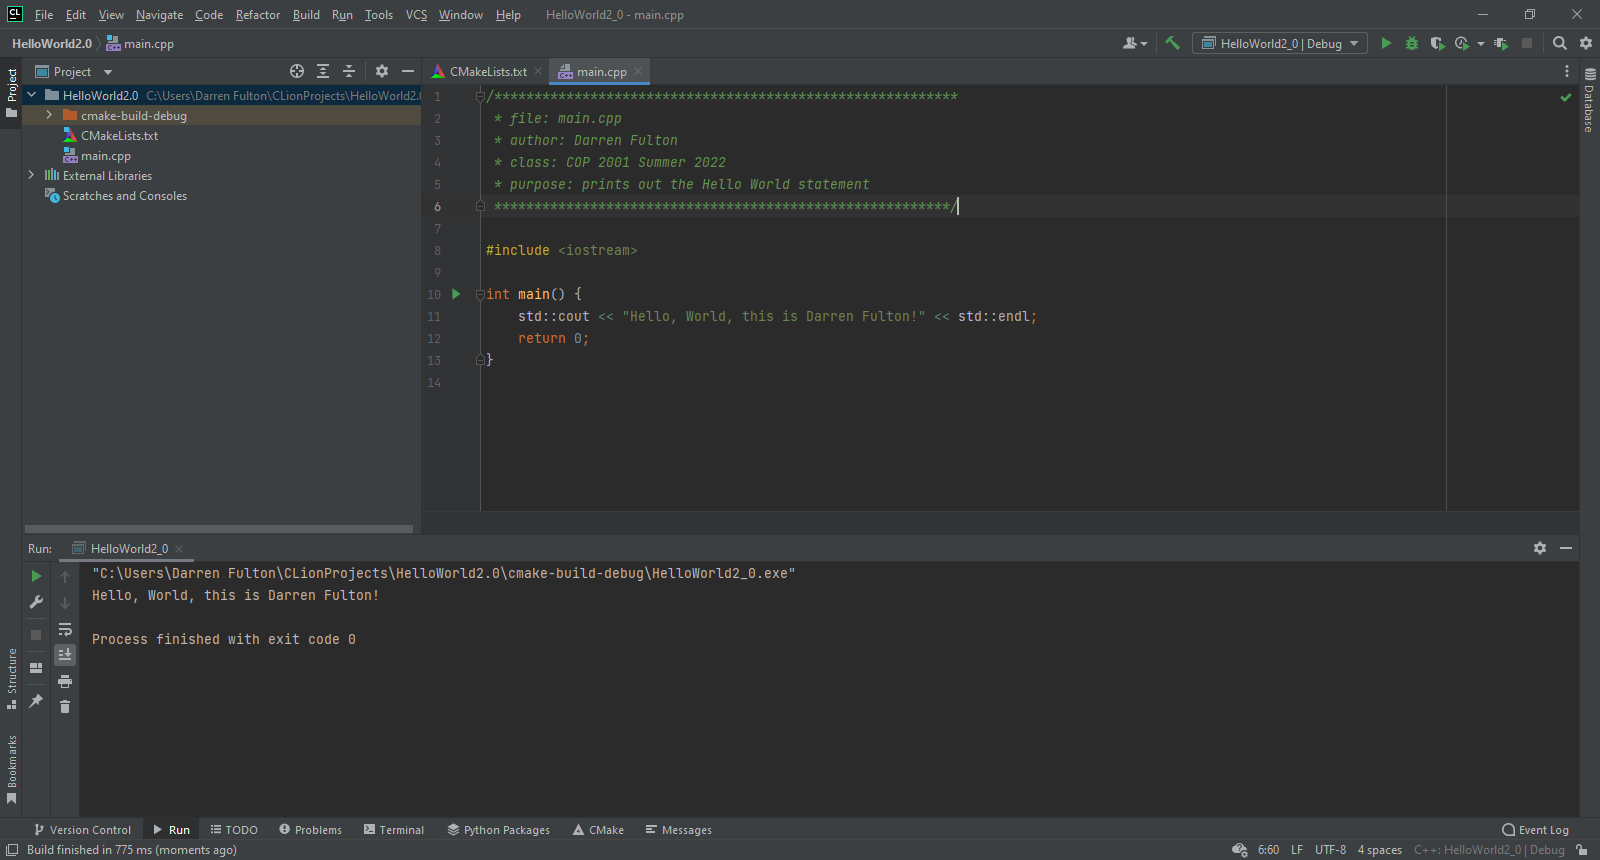 CL File Edit View Navigate Code Refactor Build Run Tools VCS Window Help HelloWorld2_0 - main.cpp
HelloWorld2.0 main.cpp HelloWorld2_0 | Debug
Project
Project CMakeLists.txt main.cpp
HelloWorld2.0 C:\Users\Darren Fulton\CLionProjects\HelloWorld2.0
cmake-build-debug
CMakeLists.txt
main.cpp
External Libraries
Scratches and Consoles
1 /**********************************************************
2 * file: main.cpp
3 * author: Darren Fulton
4 * class: COP 2001 Summer 2022
5 * purpose: prints out the Hello World statement
6 *********************************************************/
7
8 #include <iostream>
9
10 int main() {
11 std::cout << "Hello, World, this is Darren Fulton!" << std::endl;
12 return 0;
13 }
14
Database
Run: HelloWorld2_0
"C:\Users\Darren Fulton\CLionProjects\HelloWorld2.0\cmake-build-debug\HelloWorld2_0.exe"
Hello, World, this is Darren Fulton!
Process finished with exit code 0
Structure
Bookmarks
Version Control Run TODO Problems Terminal Python Packages CMake Messages Event Log
Build finished in 775 ms (moments ago) 6:60 LF UTF-8 4 spaces C++: HelloWorld2_0 | Debug